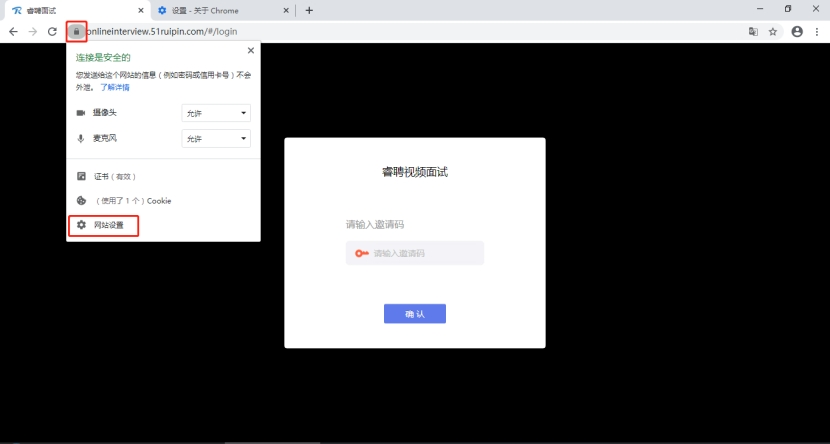 睿聘面试
设置 - 关于 Chrome
onlineinterview.51ruipin.com/#/login
连接是安全的
您发送给这个网站的信息（例如密码或信用卡号）不会
外泄。 了解详情
摄像头 允许
麦克风 允许
证书（有效）
（使用了 1 个）Cookie
网站设置
睿聘视频面试
请输入邀请码
请输入邀请码
确 认